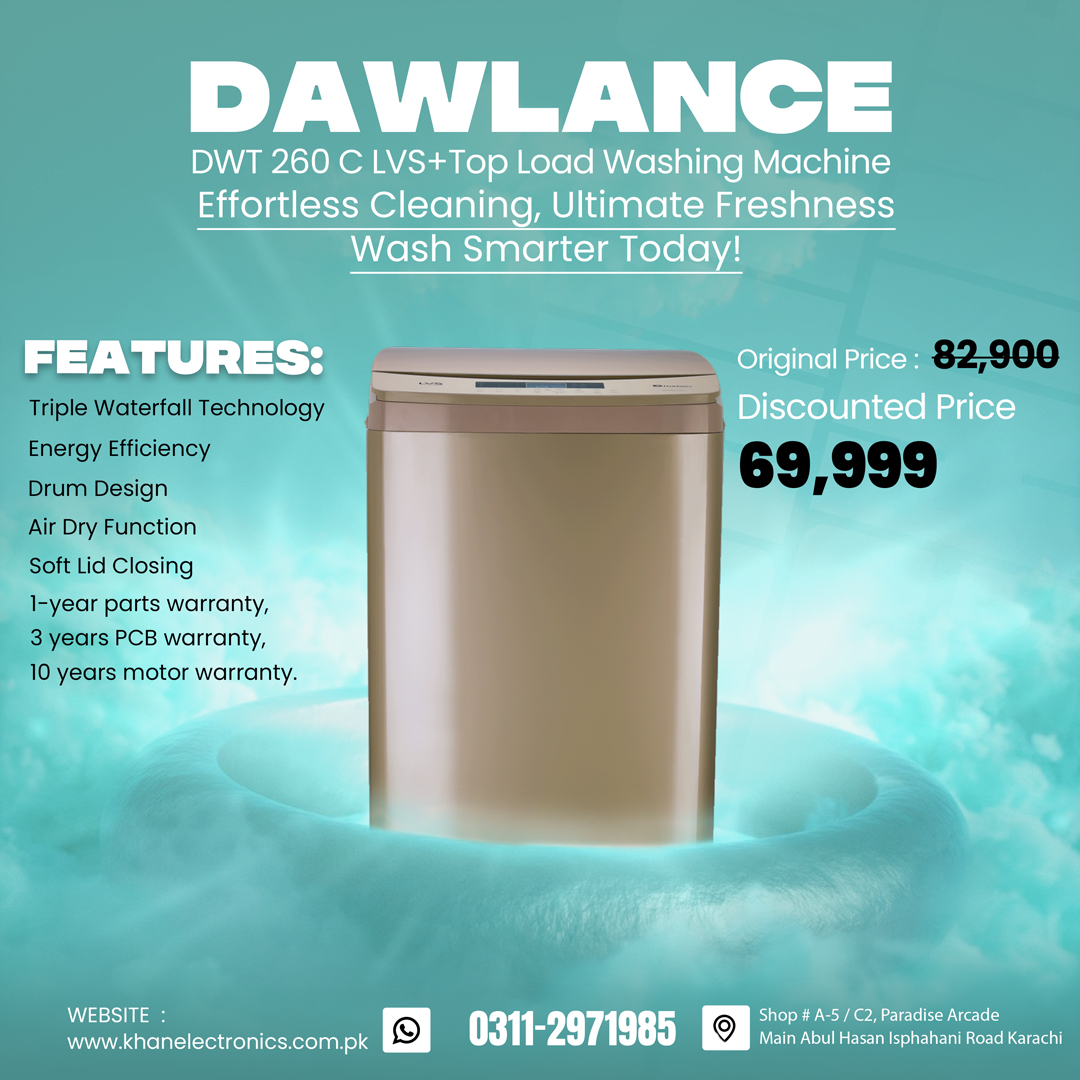 DAWLANCE
DWT 260 C LVS+Top Load Washing Machine
Effortless Cleaning, Ultimate Freshness
Wash Smarter Today!
FEATURES:
Triple Waterfall Technology
Energy Efficiency
Drum Design
Air Dry Function
Soft Lid Closing
1-year parts warranty,
3 years PCB warranty,
10 years motor warranty.
LVS
Original Price : 82,900
Discounted Price
69,999
WEBSITE :
www.khanelectronics.com.pk
0311-2971985
Shop # A-5 / C2, Paradise Arcade
Main Abul Hasan Isphahani Road Karachi